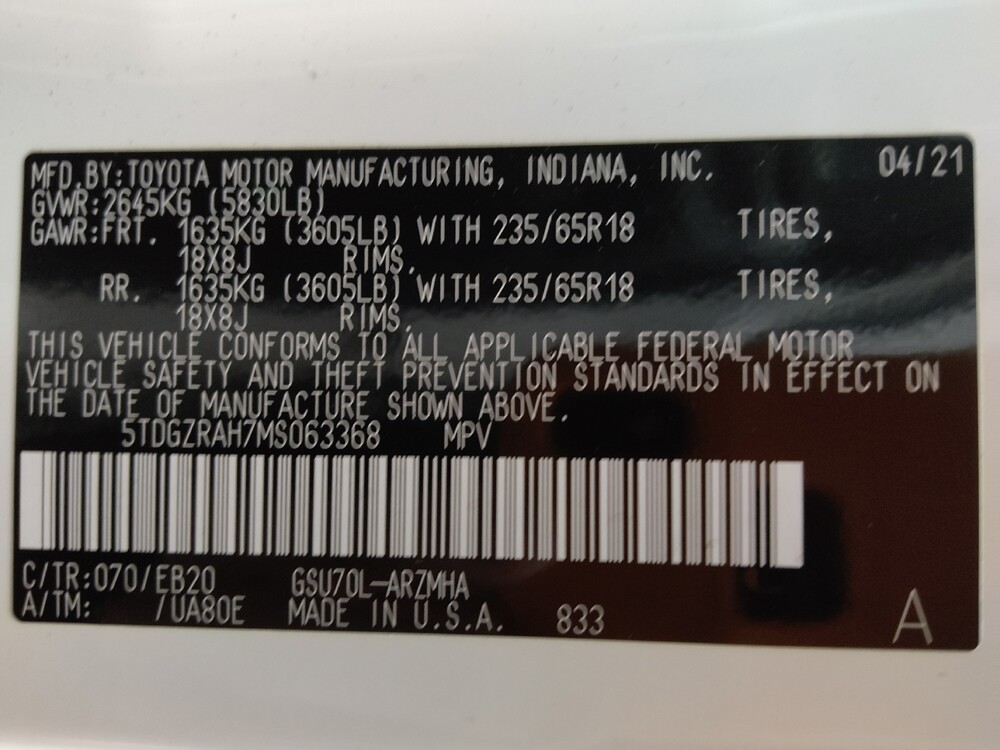 MFD.BY:TOYOTA MOTOR MANUFACTURING, INDIANA, INC. 04/21
GVWR:2645KG (5830LB)
GAWR:FRT. 1635KG (3605LB) WITH 235/65R18 TIRES,
18X8J RIMS.
RR. 1635KG (3605LB) WITH 235/65R18 TIRES,
18X8J RIMS.
THIS VEHICLE CONFORMS TO ALL APPLICABLE FEDERAL MOTOR
VEHICLE SAFETY AND THEFT PREVENTION STANDARDS IN EFFECT ON
THE DATE OF MANUFACTURE SHOWN ABOVE.
5TDGZRAH7MS063368 MPV
C/TR:070/EB20 GSU70L-ARZMHA
A/TM: /UA80E MADE IN U.S.A. 833 A